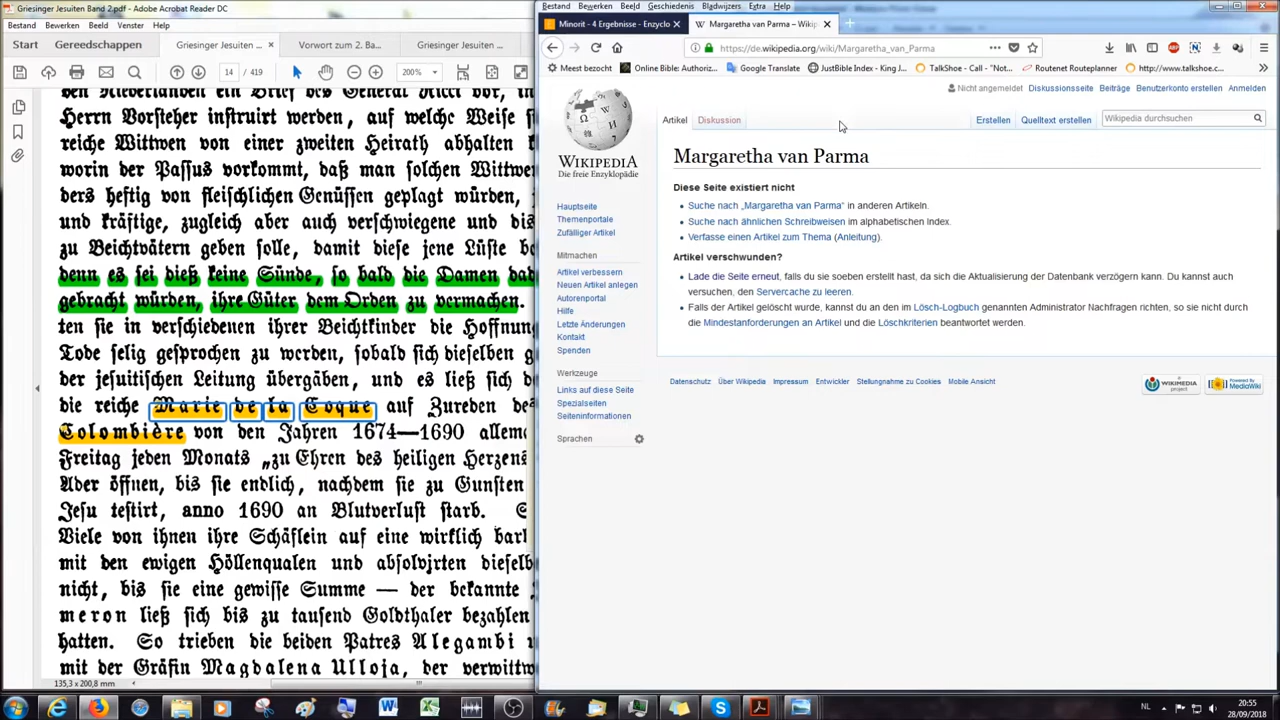 Griesinger Jesuiten Band 2.pdf - Adobe Acrobat Reader DC
Bestand Bewerken Beeld Venster Help
Start Gereedschappen Griesinger Jesuiten ... × Vorwort zum 2. Ba... Griesinger Jesuiten ...
14 / 419 200%
den Niederlanden ein Brief des General Ricci vor, in
Herrn Vorsteher instruirt werden, auf welche Weise si
reiche Wittwen von einer zweiten Heirath abhalten k
worin der Passus vorkommt, daß man solchen Wittwen
ders heftig von fleischlichen Genüssen geplagt würden, j
und kräftige, zugleich aber auch verschwiegene und dis
zu Beichtvätern geben solle, damit diese jene Lüste b
denn es sei dieß keine Sünde, so bald die Damen dad
gebracht würden, ihre Güter dem Orden zu vermachen.
ten sie in verschiedenen ihrer Beichtkinder die Hoffnun
Tode selig gesprochen zu werden, sobald sich dieselben g
der jesuitischen Leitung übergäben, und es ließ sich d
die reiche Marie de la Coque auf Zureden de
Colombière von den Jahren 1674—1690 allem
Freitag jeden Monats „zu Ehren des heiligen Herzens
Ader öffnen, bis sie endlich, nachdem sie zu Gunsten
Jesu testirt, anno 1690 an Blutverlust starb. S
Viele von ihnen ihre Schäflein auf eine wirklich barb
mit den ewigen Höllenqualen und absolvirten dieselb
nicht, bis sie eine gewisse Summe — der bekannte
meron ließ sich bis zu tausend Goldthaler bezahlen
hatten. So trieben die beiden Patres Alegambi u
mit der Gräfin Magdalena Ulloja, der verwittw
135,3 x 200,8 mm
Bestand Bewerken Beeld Geschiedenis Bladwijzers Extra Help
Minorit - 4 Ergebnisse - Enzyclo × Margaretha van Parma – Wikip ×
https://de.wikipedia.org/wiki/Margaretha_van_Parma
Meest bezocht Online Bible: Authoriz... Google Translate JustBible Index - King J... TalkShoe - Call - "Not... Routenet Routeplanner http://www.talkshoe.c...
Nicht angemeldet Diskussionsseite Beiträge Benutzerkonto erstellen Anmelden
Artikel Diskussion Erstellen Quelltext erstellen Wikipedia durchsuchen
WIKIPEDIA
Die freie Enzyklopädie
Hauptseite
Themenportale
Zufälliger Artikel
Mitmachen
Artikel verbessern
Neuen Artikel anlegen
Autorenportal
Hilfe
Letzte Änderungen
Kontakt
Spenden
Werkzeuge
Links auf diese Seite
Spezialseiten
Seiteninformationen
Sprachen
Margaretha van Parma
Diese Seite existiert nicht
Suche nach „Margaretha van Parma“ in anderen Artikeln.
Suche nach ähnlichen Schreibweisen im alphabetischen Index.
Verfasse einen Artikel zum Thema (Anleitung).
Artikel verschwunden?
Lade die Seite erneut, falls du sie soeben erstellt hast, da sich die Aktualisierung der Datenbank verzögern kann. Du kannst auch
versuchen, den Servercache zu leeren.
Falls der Artikel gelöscht wurde, kannst du an den im Lösch-Logbuch genannten Administrator Nachfragen richten, so sie nicht durch
die Mindestanforderungen an Artikel und die Löschkriterien beantwortet werden.
Datenschutz Über Wikipedia Impressum Entwickler Stellungnahme zu Cookies Mobile Ansicht
WIKIMEDIA project
Powered By MediaWiki
NL
20:55
28/09/2018